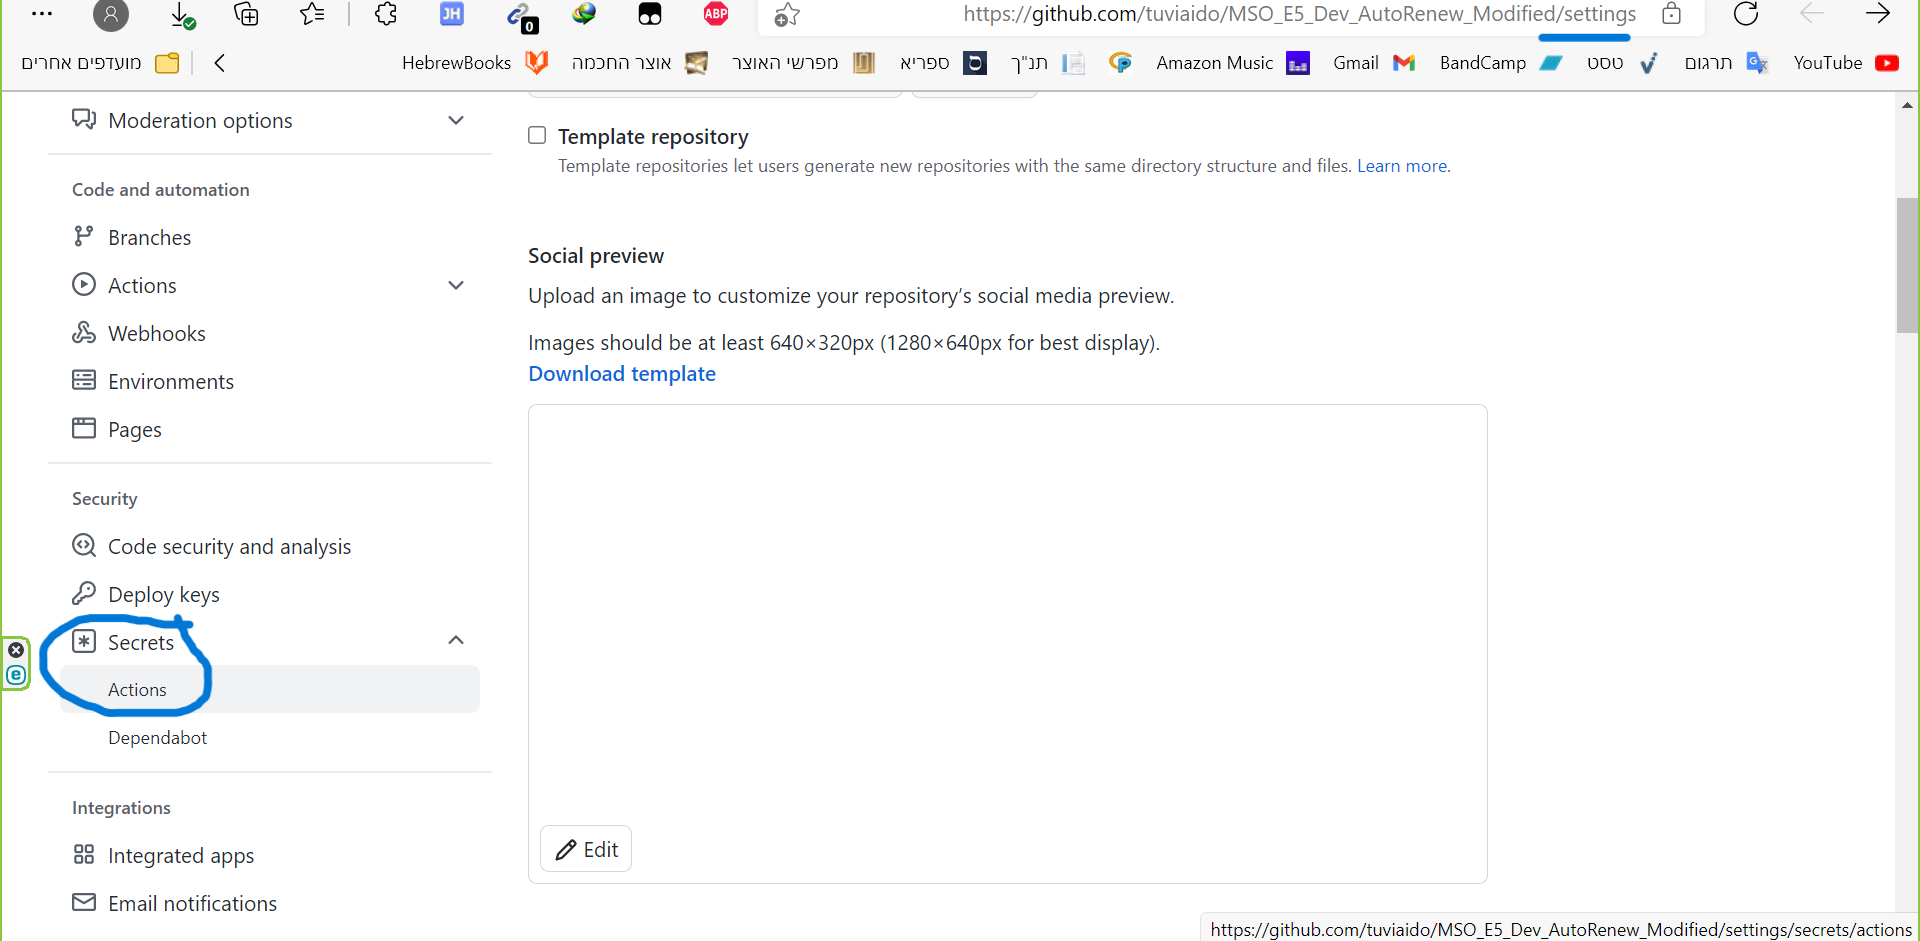 https://github.com/tuviaido/MSO_E5_Dev_AutoRenew_Modified/settings
JH
0
ABP
YouTube
תרגום
טסט
BandCamp
Gmail
Amazon Music
תנ"ך
ספריא
מפרשי האוצר
אוצר החכמה
HebrewBooks
מועדפים אחרים
Moderation options
Code and automation
Branches
Actions
Webhooks
Environments
Pages
Security
Code security and analysis
Deploy keys
Secrets
Actions
Dependabot
Integrations
Integrated apps
Email notifications
Template repository
Template repositories let users generate new repositories with the same directory structure and files. Learn more.
Social preview
Upload an image to customize your repository’s social media preview.
Images should be at least 640×320px (1280×640px for best display).
Download template
Edit
https://github.com/tuviaido/MSO_E5_Dev_AutoRenew_Modified/settings/secrets/actions